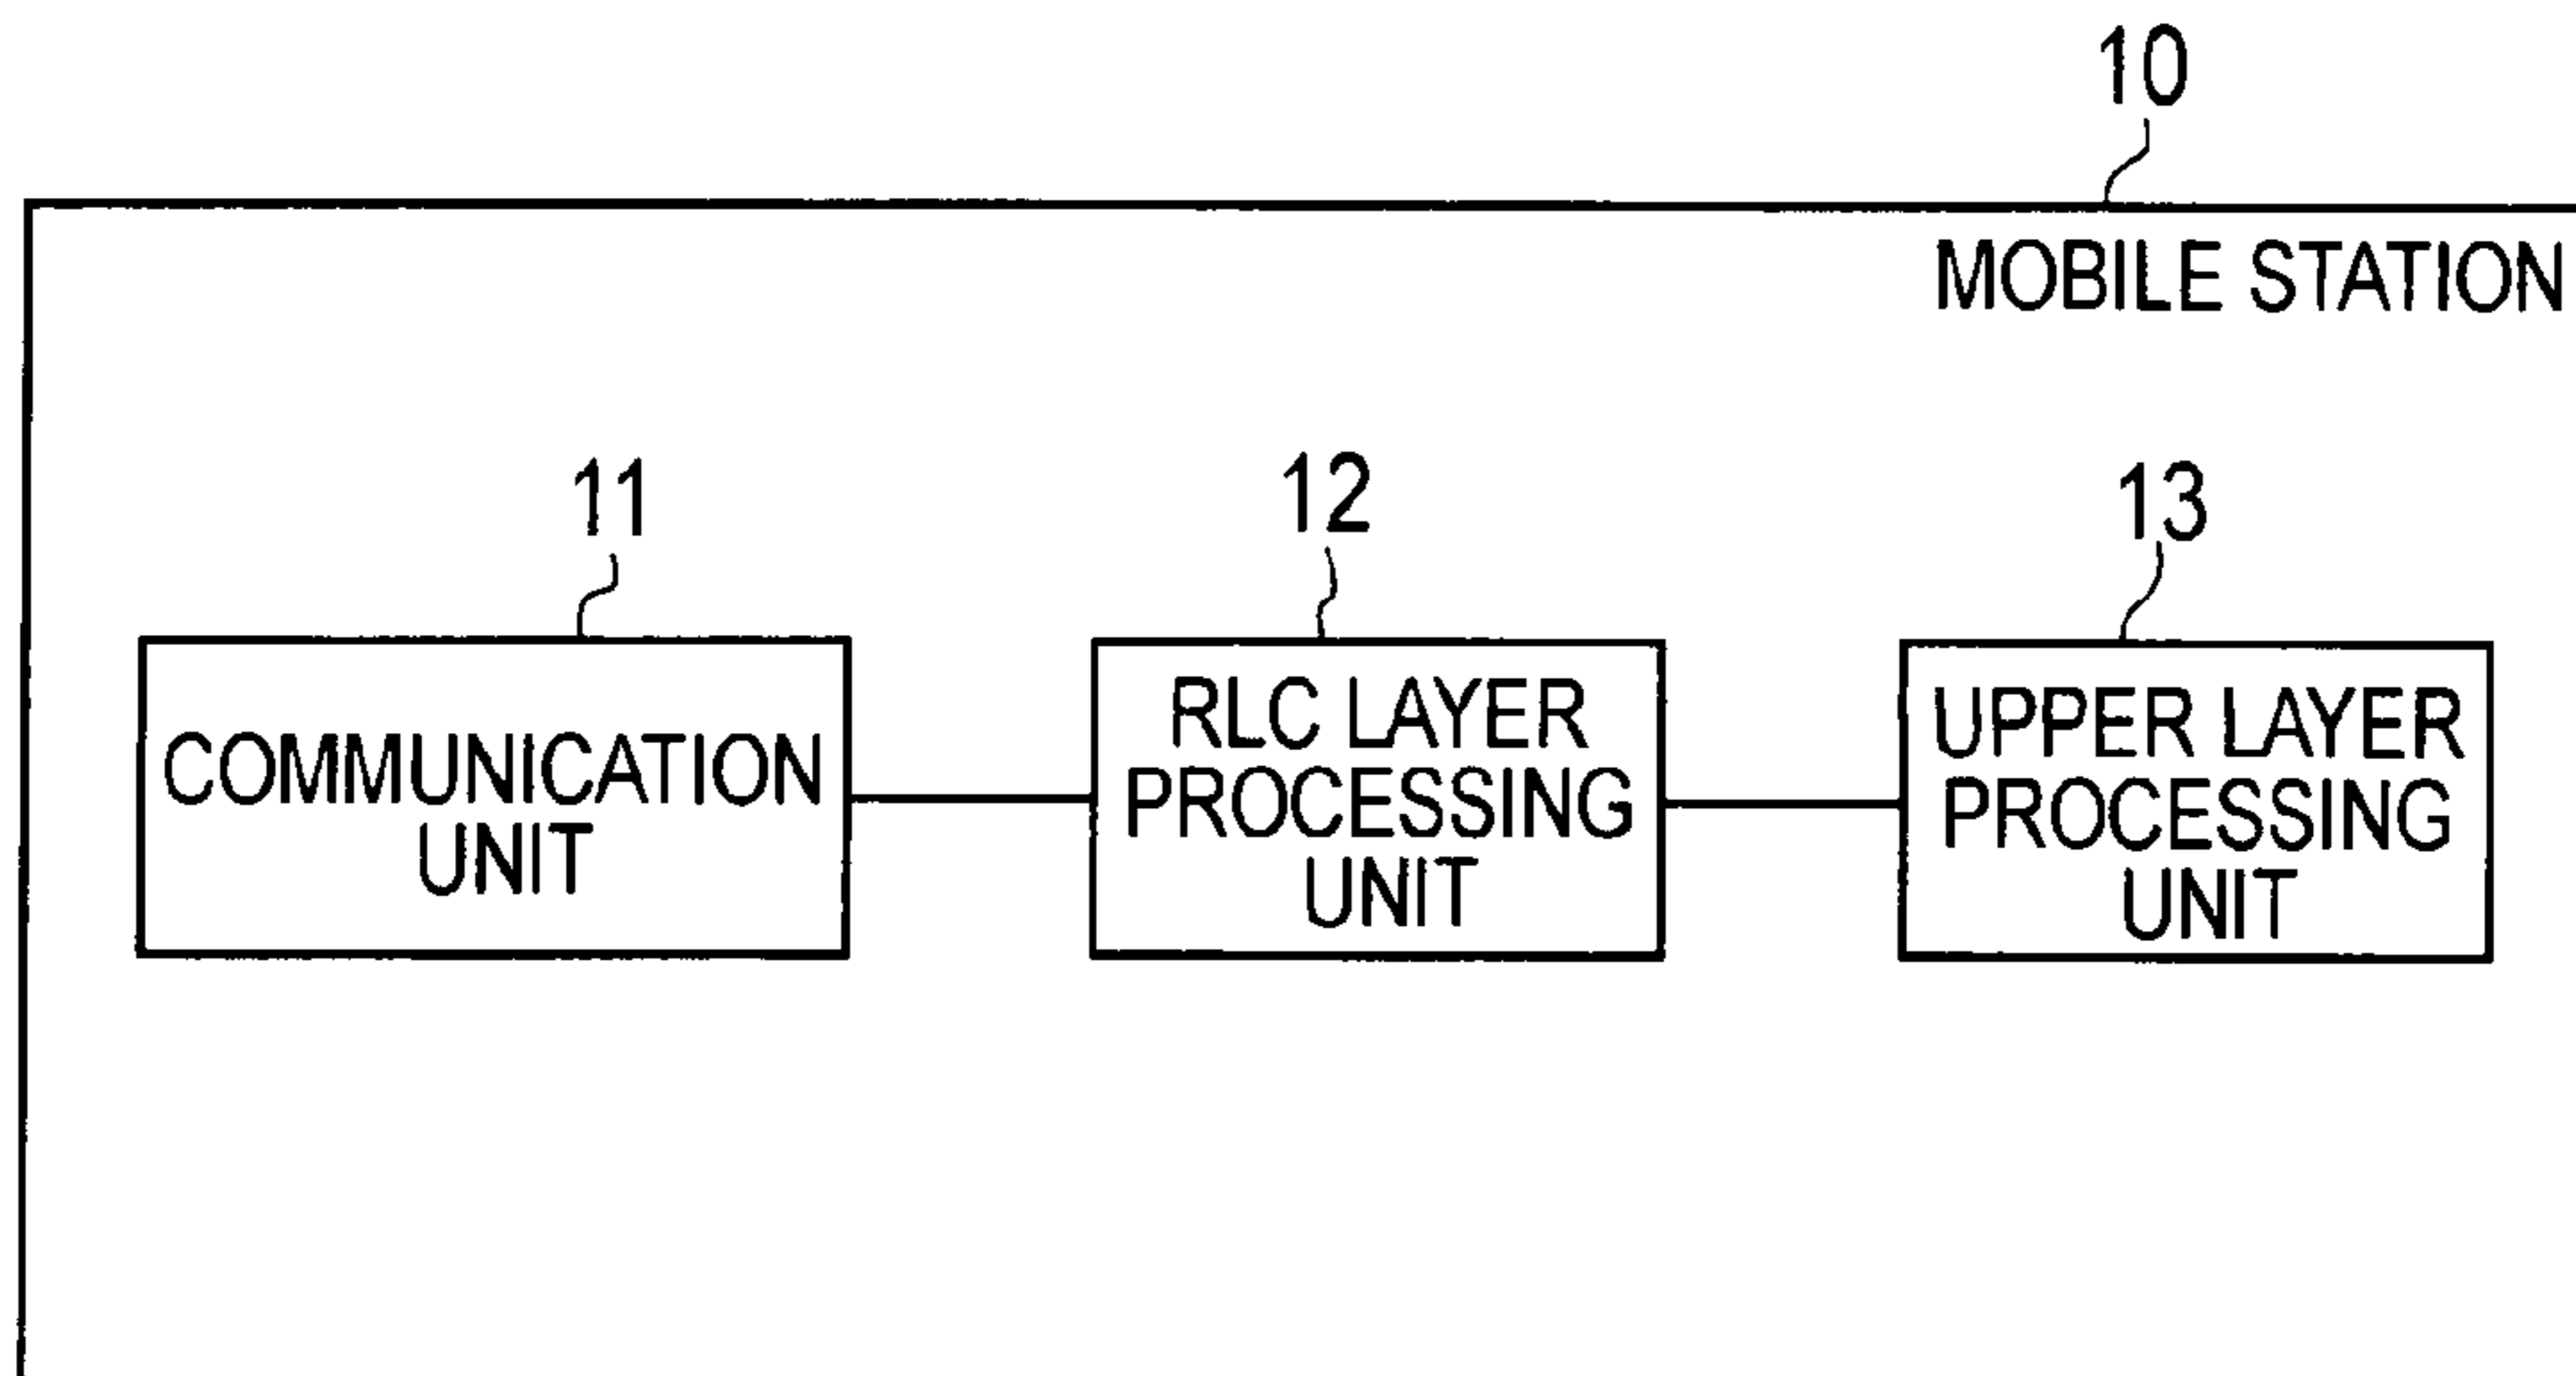 10
MOBILE STATION
11
12
13
COMMUNICATION
UNIT
RLC LAYER
PROCESSING
UNIT
UPPER LAYER
PROCESSING
UNIT